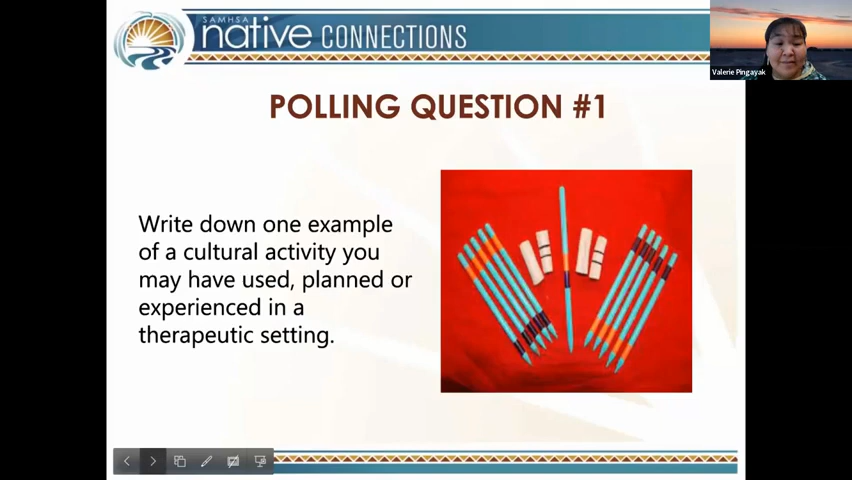 SAMHSA
native CONNECTIONS
Valerie Pingayak
POLLING QUESTION #1
Write down one example
of a cultural activity you
may have used, planned or
experienced in a
therapeutic setting.